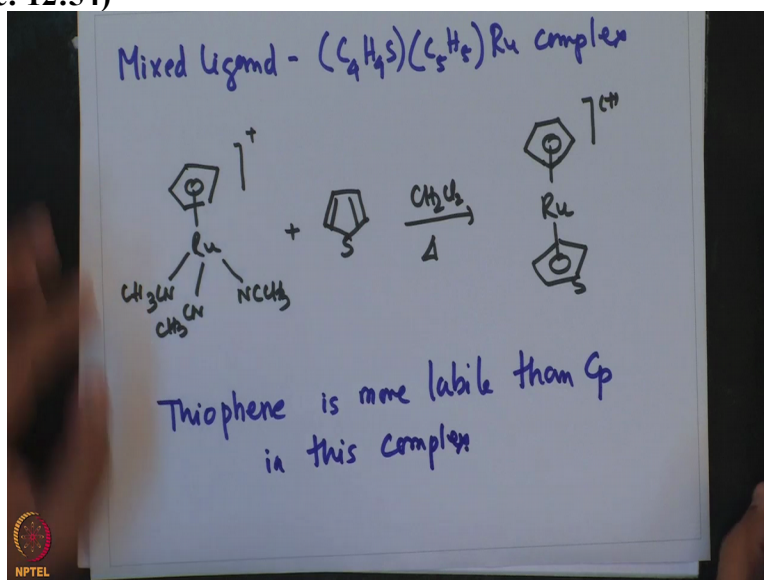 Mixed ligand - (C4H4S)(C5H5)Ru complex
]+
](+)
Ru
CH3CN
CH3CN
NCCH3
+
S
CH2Cl2
Δ
Ru
S
Thiophene is more labile than Cp
in this complex
NPTEL